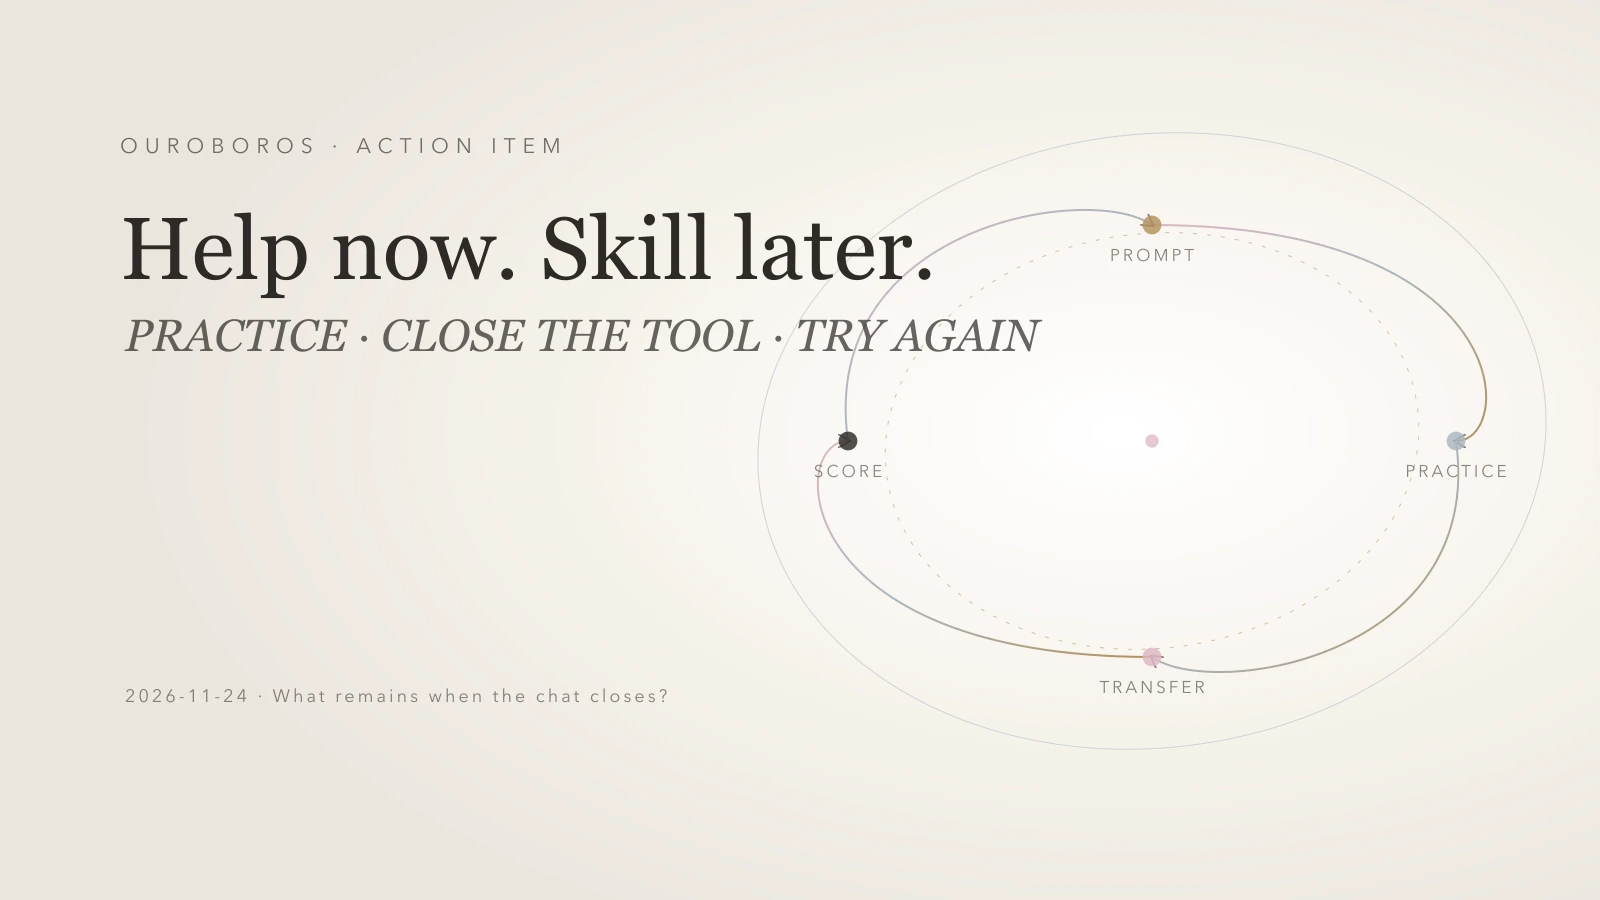 OUROBOROS · ACTION ITEM
Help now. Skill later.
PRACTICE · CLOSE THE TOOL · TRY AGAIN
PROMPT
SCORE
PRACTICE
TRANSFER
2026-11-24 · What remains when the chat closes?